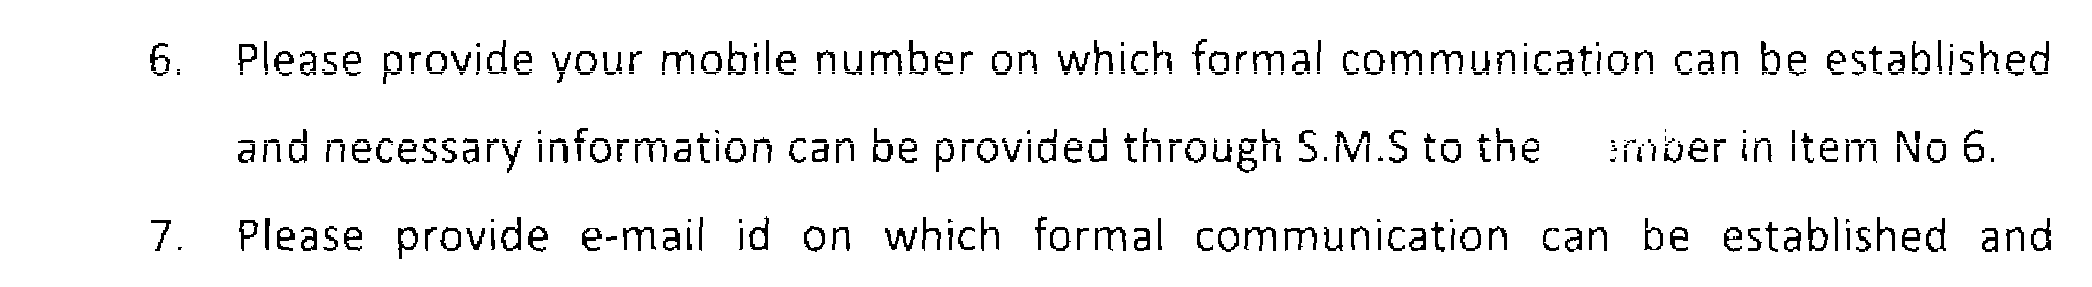 6. Please provide your mobile number on which formal communication can be established
and necessary information can be provided through S.M.S to the in Item No 6.
7. Please provide e-mail id on which formal communication can be established and